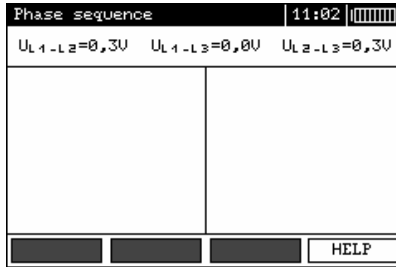 Phase sequence 11:02
UL1-L2=0,3V UL1-L3=0,0V UL2-L3=0,3V
HELP